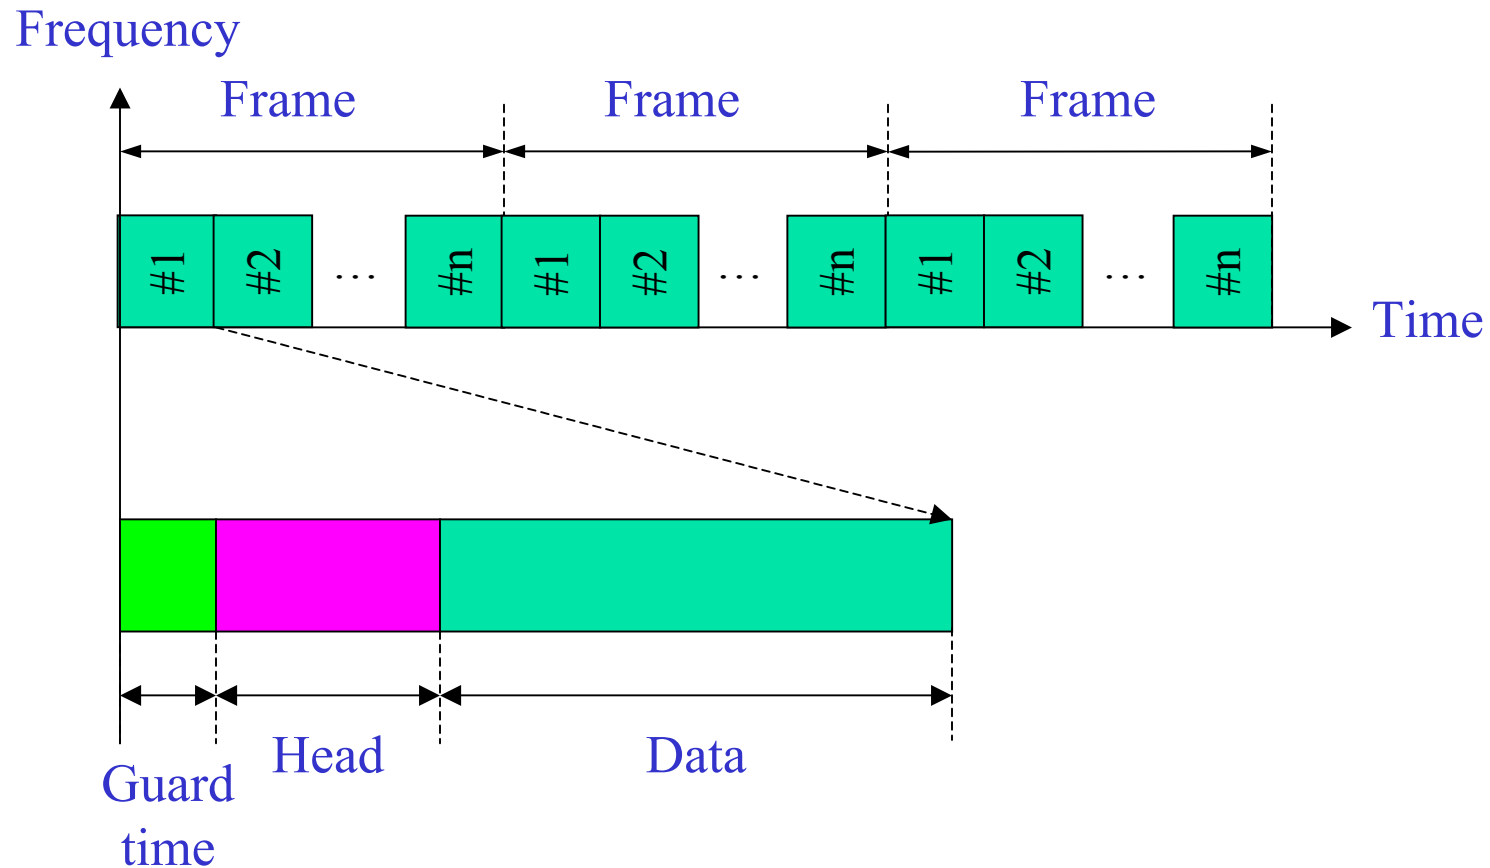 Frequency
Frame Frame Frame
#1 #2 … #n #1 #2 … #n #1 #2 … #n
Time
Head Data
Guard
time